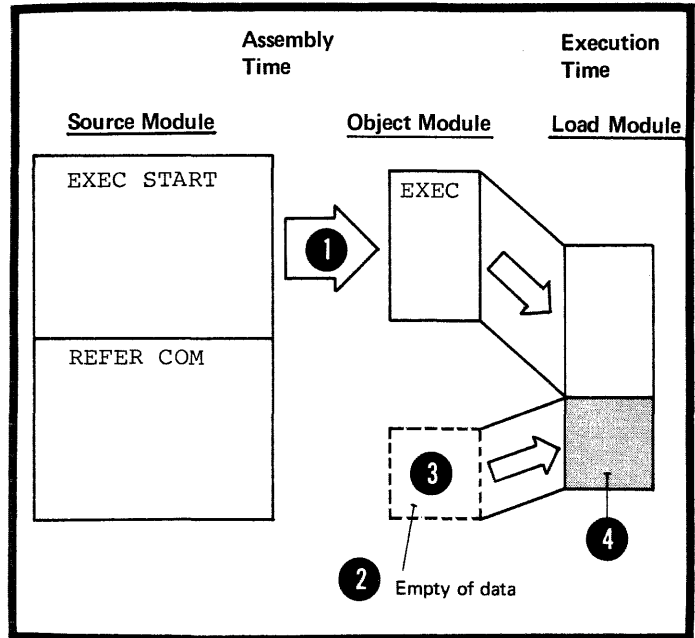 Assembly
Time
Execution
Time
Source Module
Object Module
Load Module
EXEC START
EXEC
1
REFER COM
3
4
2 Empty of data